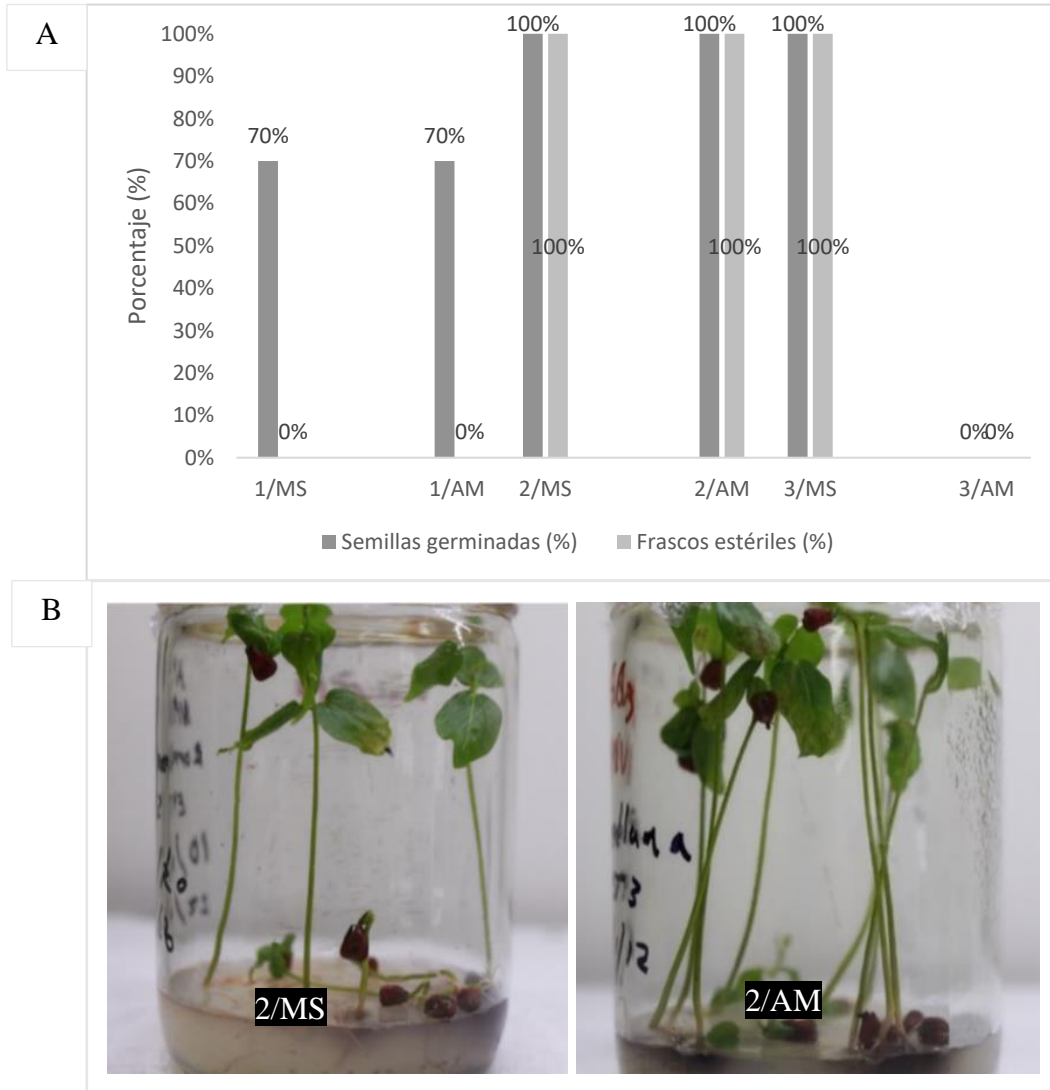 A
100% 100% 100%
100%
90%
80%
70% 70%
70%
60%
50%
100% 100% 100%
40%
30%
20%
10%
0% 0% 0% 0%
0%
Porcentaje (%)
1/MS 1/AM 2/MS 2/AM 3/MS 3/AM
Semillas germinadas (%) Frascos estériles (%)
B
2/MS
2/AM